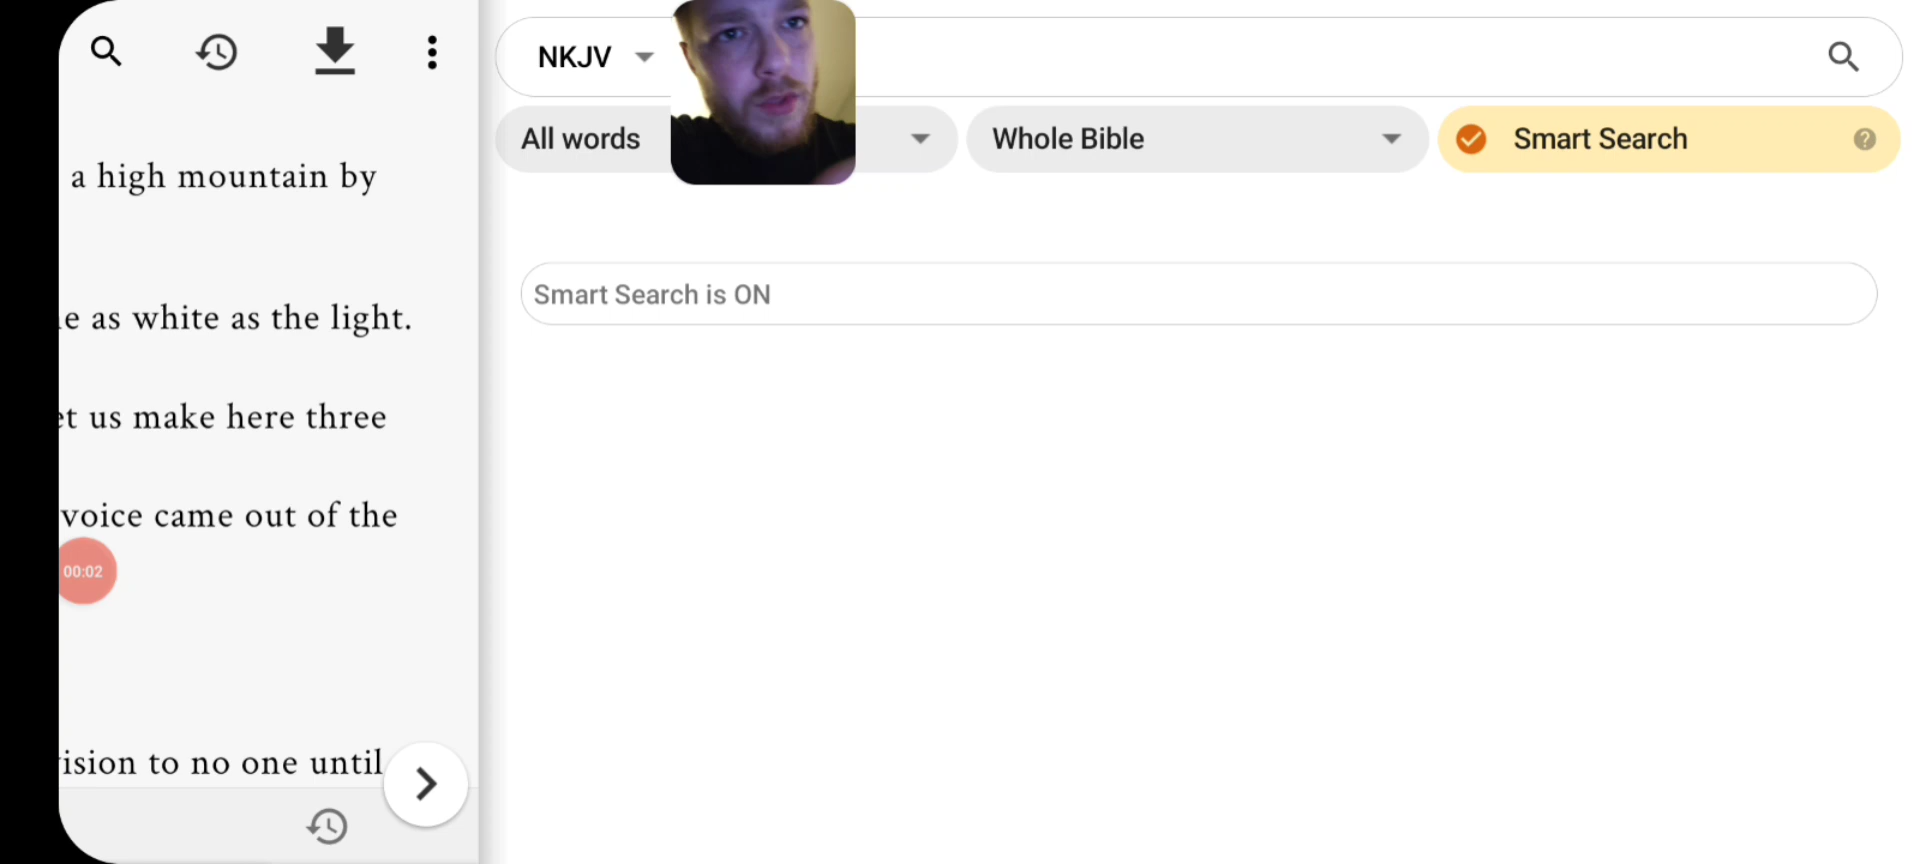 a high mountain by
as white as the light.
us make here three
voice came out of the
00:02
to no one until
NKJV
All words
Whole Bible
Smart Search
Smart Search is ON